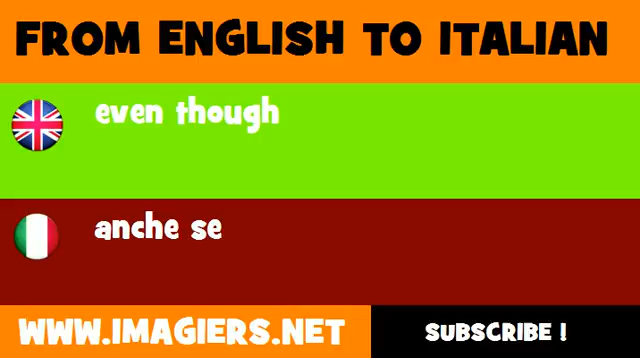 FROM ENGLISH TO ITALIAN
even though
anche se
WWW.IMAGIERS.NET
SUBSCRIBE !